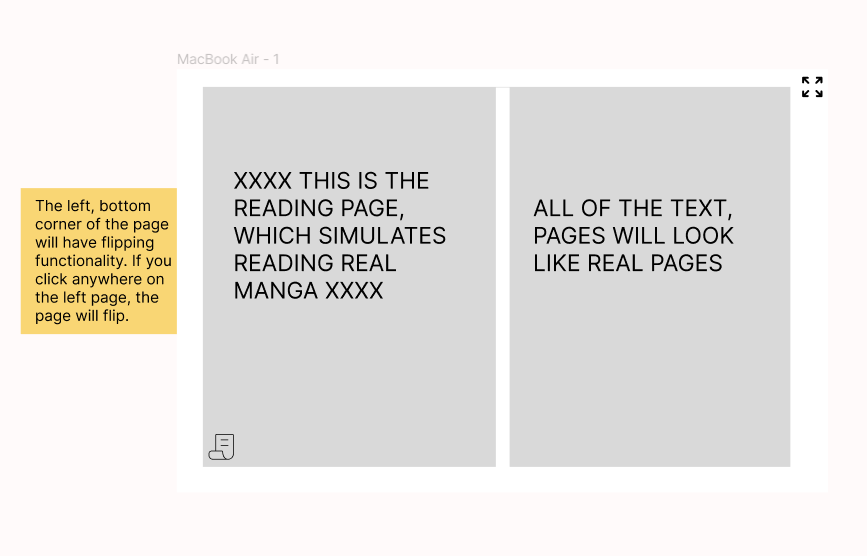 MacBook Air - 1
The left, bottom
corner of the page
will have flipping
functionality. If you
click anywhere on
the left page, the
page will flip.
XXXX THIS IS THE
READING PAGE,
WHICH SIMULATES
READING REAL
MANGA XXXX
ALL OF THE TEXT,
PAGES WILL LOOK
LIKE REAL PAGES